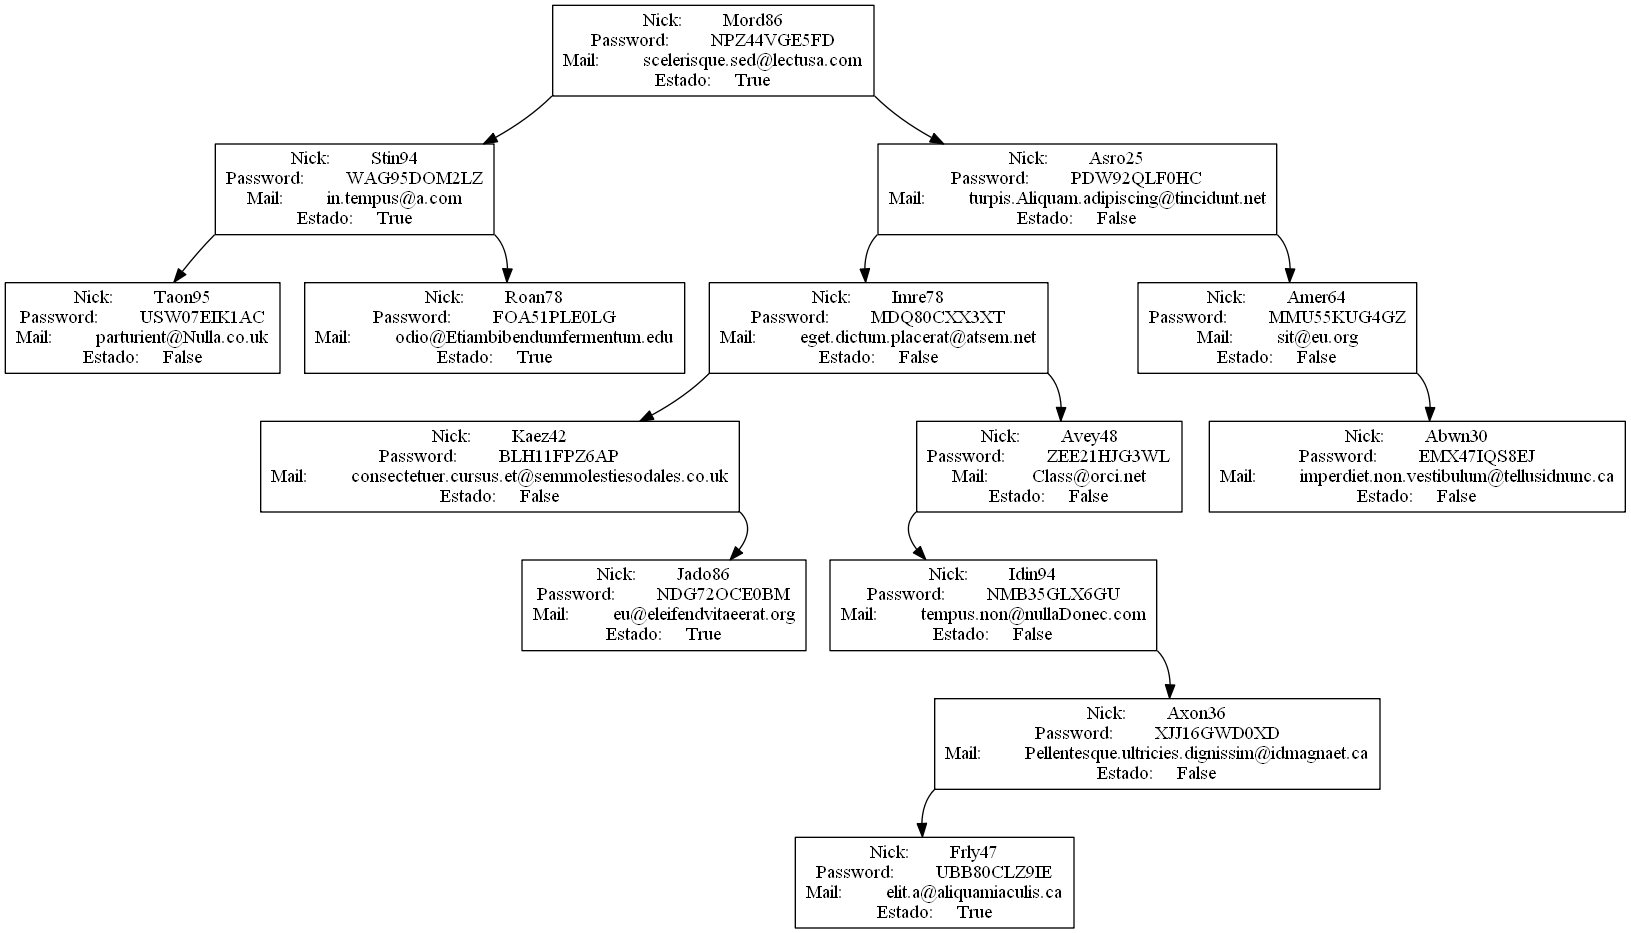 Nick: Mord86
Password: NPZ44VGE5FD
Mail: scelerisque.sed@lectusa.com
Estado: True
Nick: Stin94
Password: WAG95DOM2LZ
Mail: in.tempus@a.com
Estado: True
Nick: Asro25
Password: PDW92QLF0HC
Mail: turpis.Aliquam.adipiscing@tincidunt.net
Estado: False
Nick: Taon95
Password: USW07EIK1AC
Mail: parturient@Nulla.co.uk
Estado: False
Nick: Roan78
Password: FOA51PLE0LG
Mail: odio@Etiambibendumfermentum.edu
Estado: True
Nick: Imre78
Password: MDQ80CXX3XT
Mail: eget.dictum.placerat@atsem.net
Estado: False
Nick: Amer64
Password: MMU55KUG4GZ
Mail: sit@eu.org
Estado: False
Nick: Kaez42
Password: BLH11FPZ6AP
Mail: consectetuer.cursus.et@semmolestiesodales.co.uk
Estado: False
Nick: Avey48
Password: ZEE21HJG3WL
Mail: Class@orci.net
Estado: False
Nick: Abwn30
Password: EMX47IQS8EJ
Mail: imperdiet.non.vestibulum@tellusidnunc.ca
Estado: False
Nick: Jado86
Password: NDG72OCE0BM
Mail: eu@eleifendvitaeerat.org
Estado: True
Nick: Idin94
Password: NMB35GLX6GU
Mail: tempus.non@nullaDonec.com
Estado: False
Nick: Axon36
Password: XJJ16GWD0XD
Mail: Pellentesque.ultricies.dignissim@idmagnaet.ca
Estado: False
Nick: Frly47
Password: UBB80CLZ9IE
Mail: elit.a@aliquamiaculis.ca
Estado: True